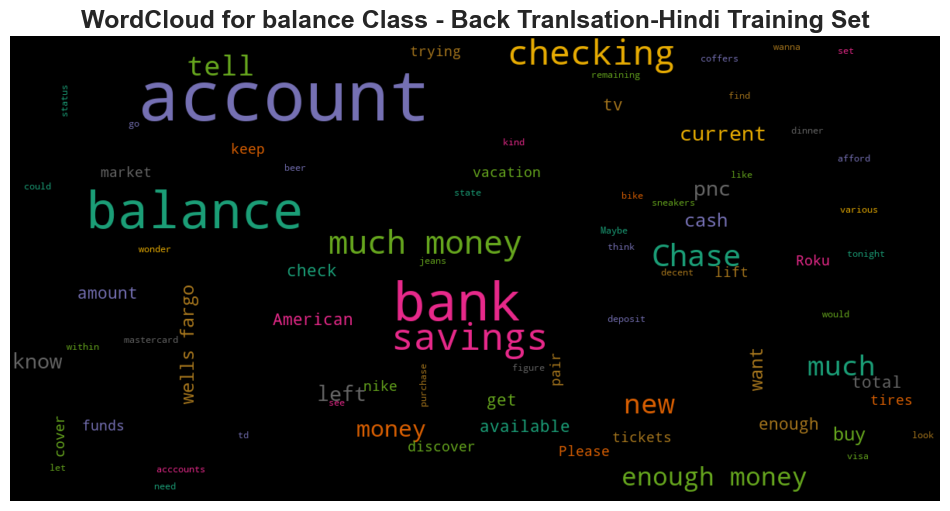 WordCloud for balance Class - Back Tranlsation-Hindi Training Set
trying
checking
wanna
set
tell
coffers
remaining
account
status
go
tv
find
current
dinner
keep
kind
afford
market
beer
vacation
like
could
state
bike
sneakers
pnc
various
balance
cash
Maybe
much money
wonder
think
Chase
tonight
jeans
check
decent
lift
Roku
amount
bank
American
deposit
would
savings
wells fargo
within
mastercard
know
figure
pair
want
much
total
left
nike
purchase
see
get
new
tires
cover
funds
td
money
available
discover
tickets
Please
enough
buy
look
let
acccounts
need
visa
enough money